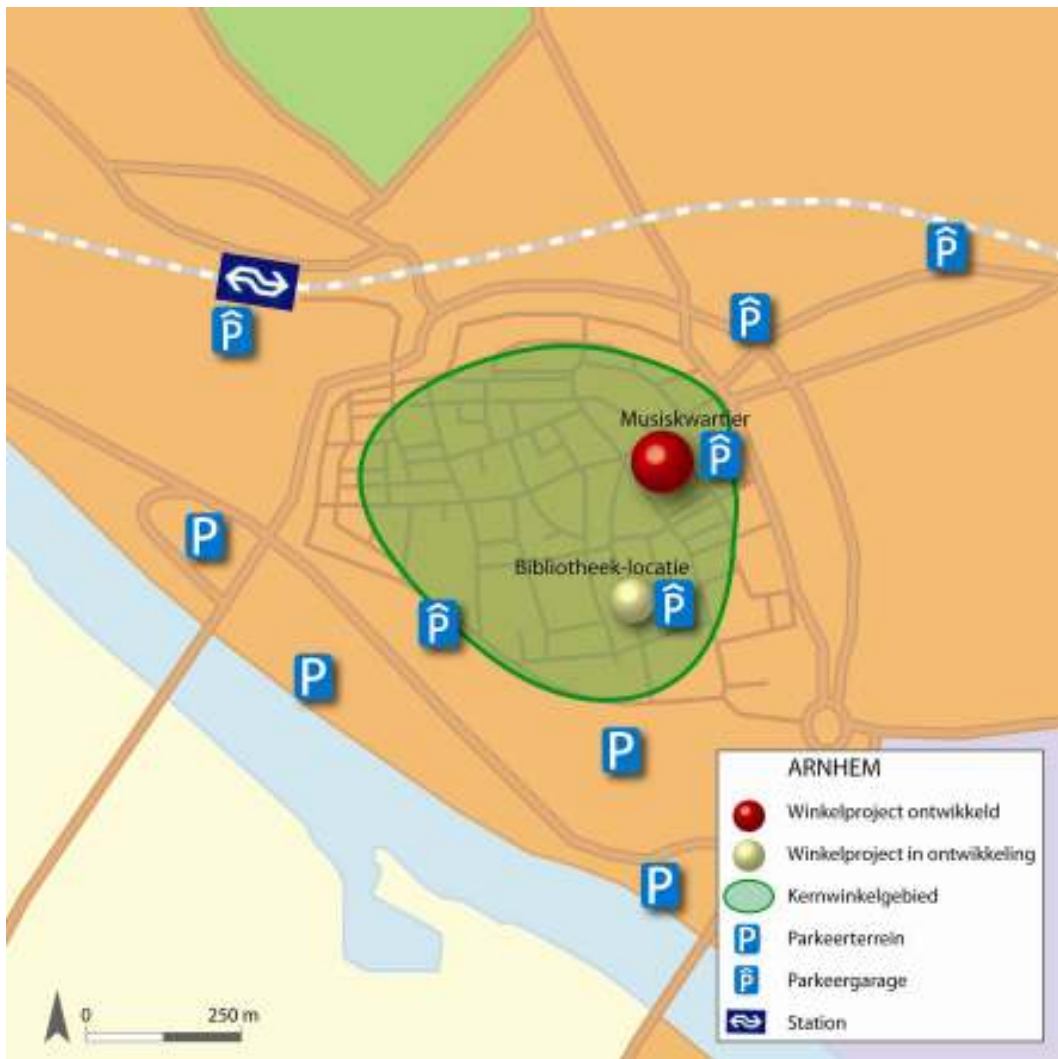 P
P
P
Musiskwartier
P
P
Bibliotheek-locatie
P
P
P
P
P
ARNHEM
Winkelproject ontwikkeld
Winkelproject in ontwikkeling
Kernwinkelgebied
P Parkeerterrein
P Parkeergarage
Station
0 250 m